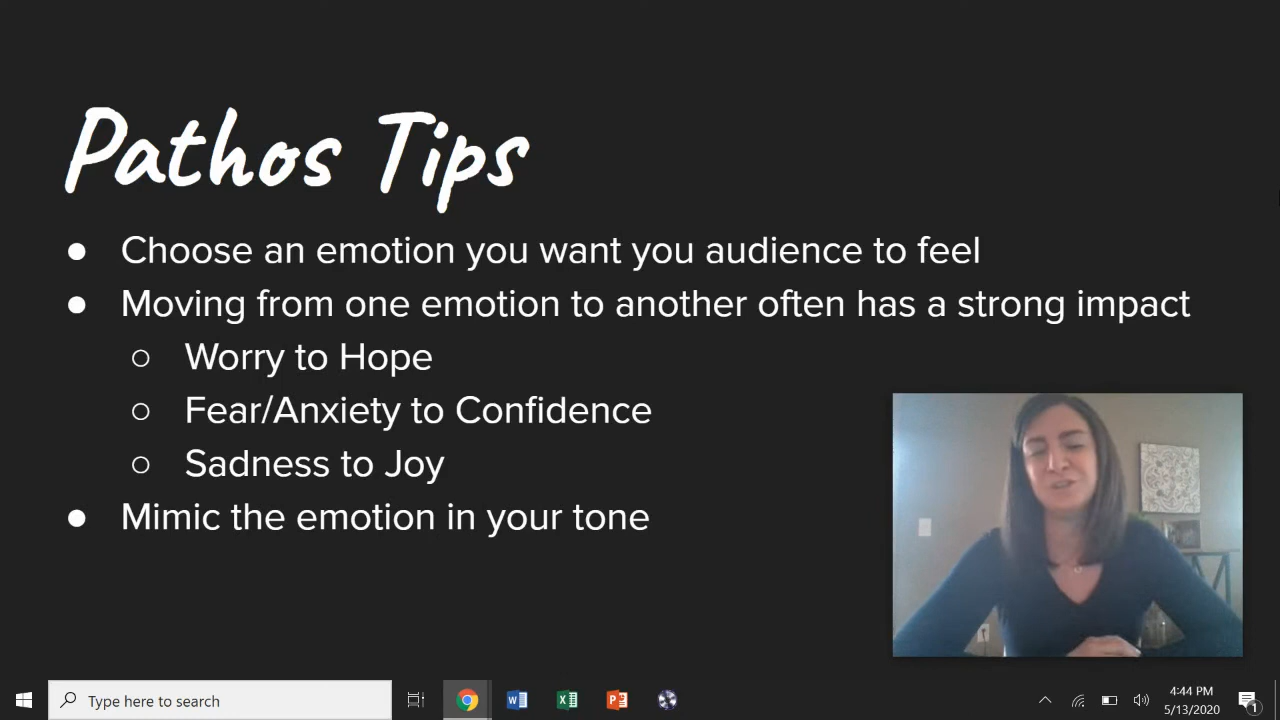 Pathos Tips
● Choose an emotion you want you audience to feel
● Moving from one emotion to another often has a strong impact
○ Worry to Hope
○ Fear/Anxiety to Confidence
○ Sadness to Joy
● Mimic the emotion in your tone
Type here to search
4:44 PM
5/13/2020
1